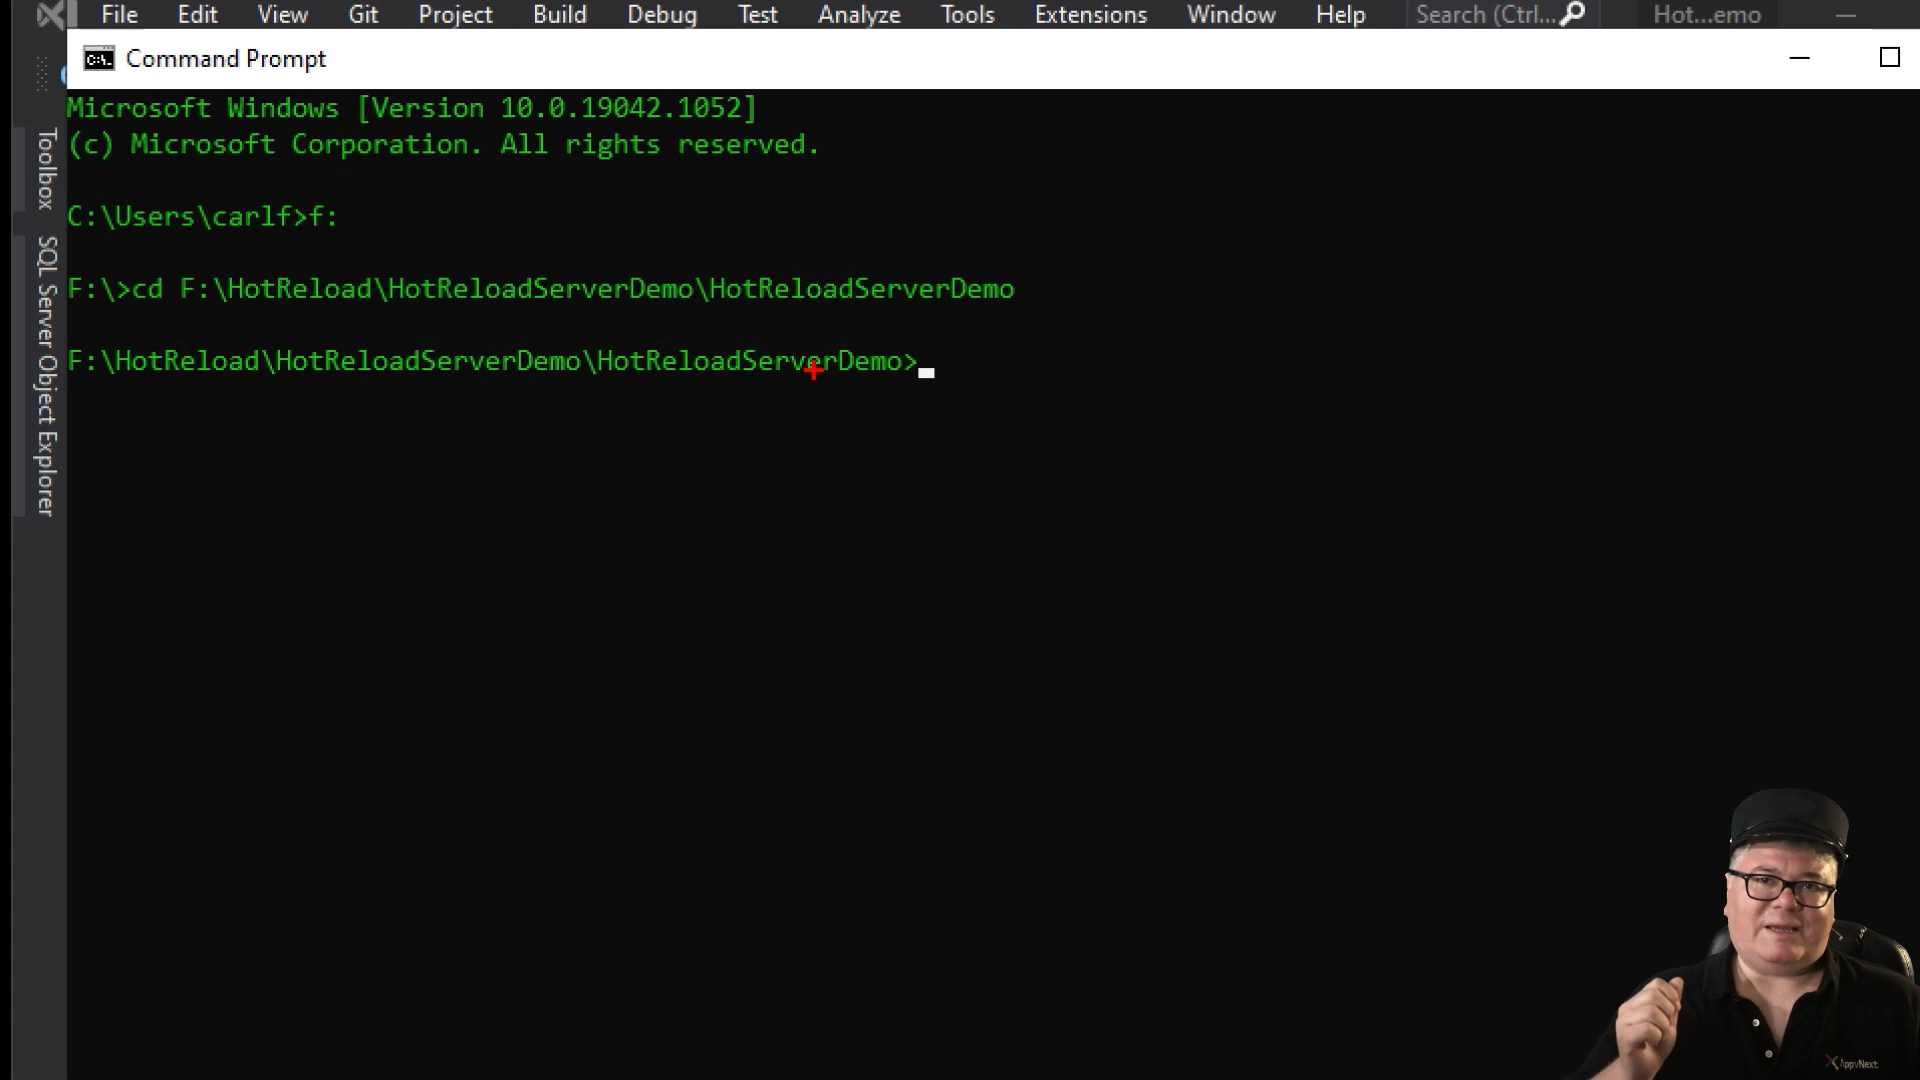 File Edit View Git Project Build Debug Test Analyze Tools Extensions Window Help Search (Ctrl... Hot...emo
Command Prompt
Microsoft Windows [Version 10.0.19042.1052]
(c) Microsoft Corporation. All rights reserved.
C:\Users\carlf>f:
F:\>cd F:\HotReload\HotReloadServerDemo\HotReloadServerDemo
F:\HotReload\HotReloadServerDemo\HotReloadServerDemo>
Toolbox
SQL Server Object Explorer
AppvNext